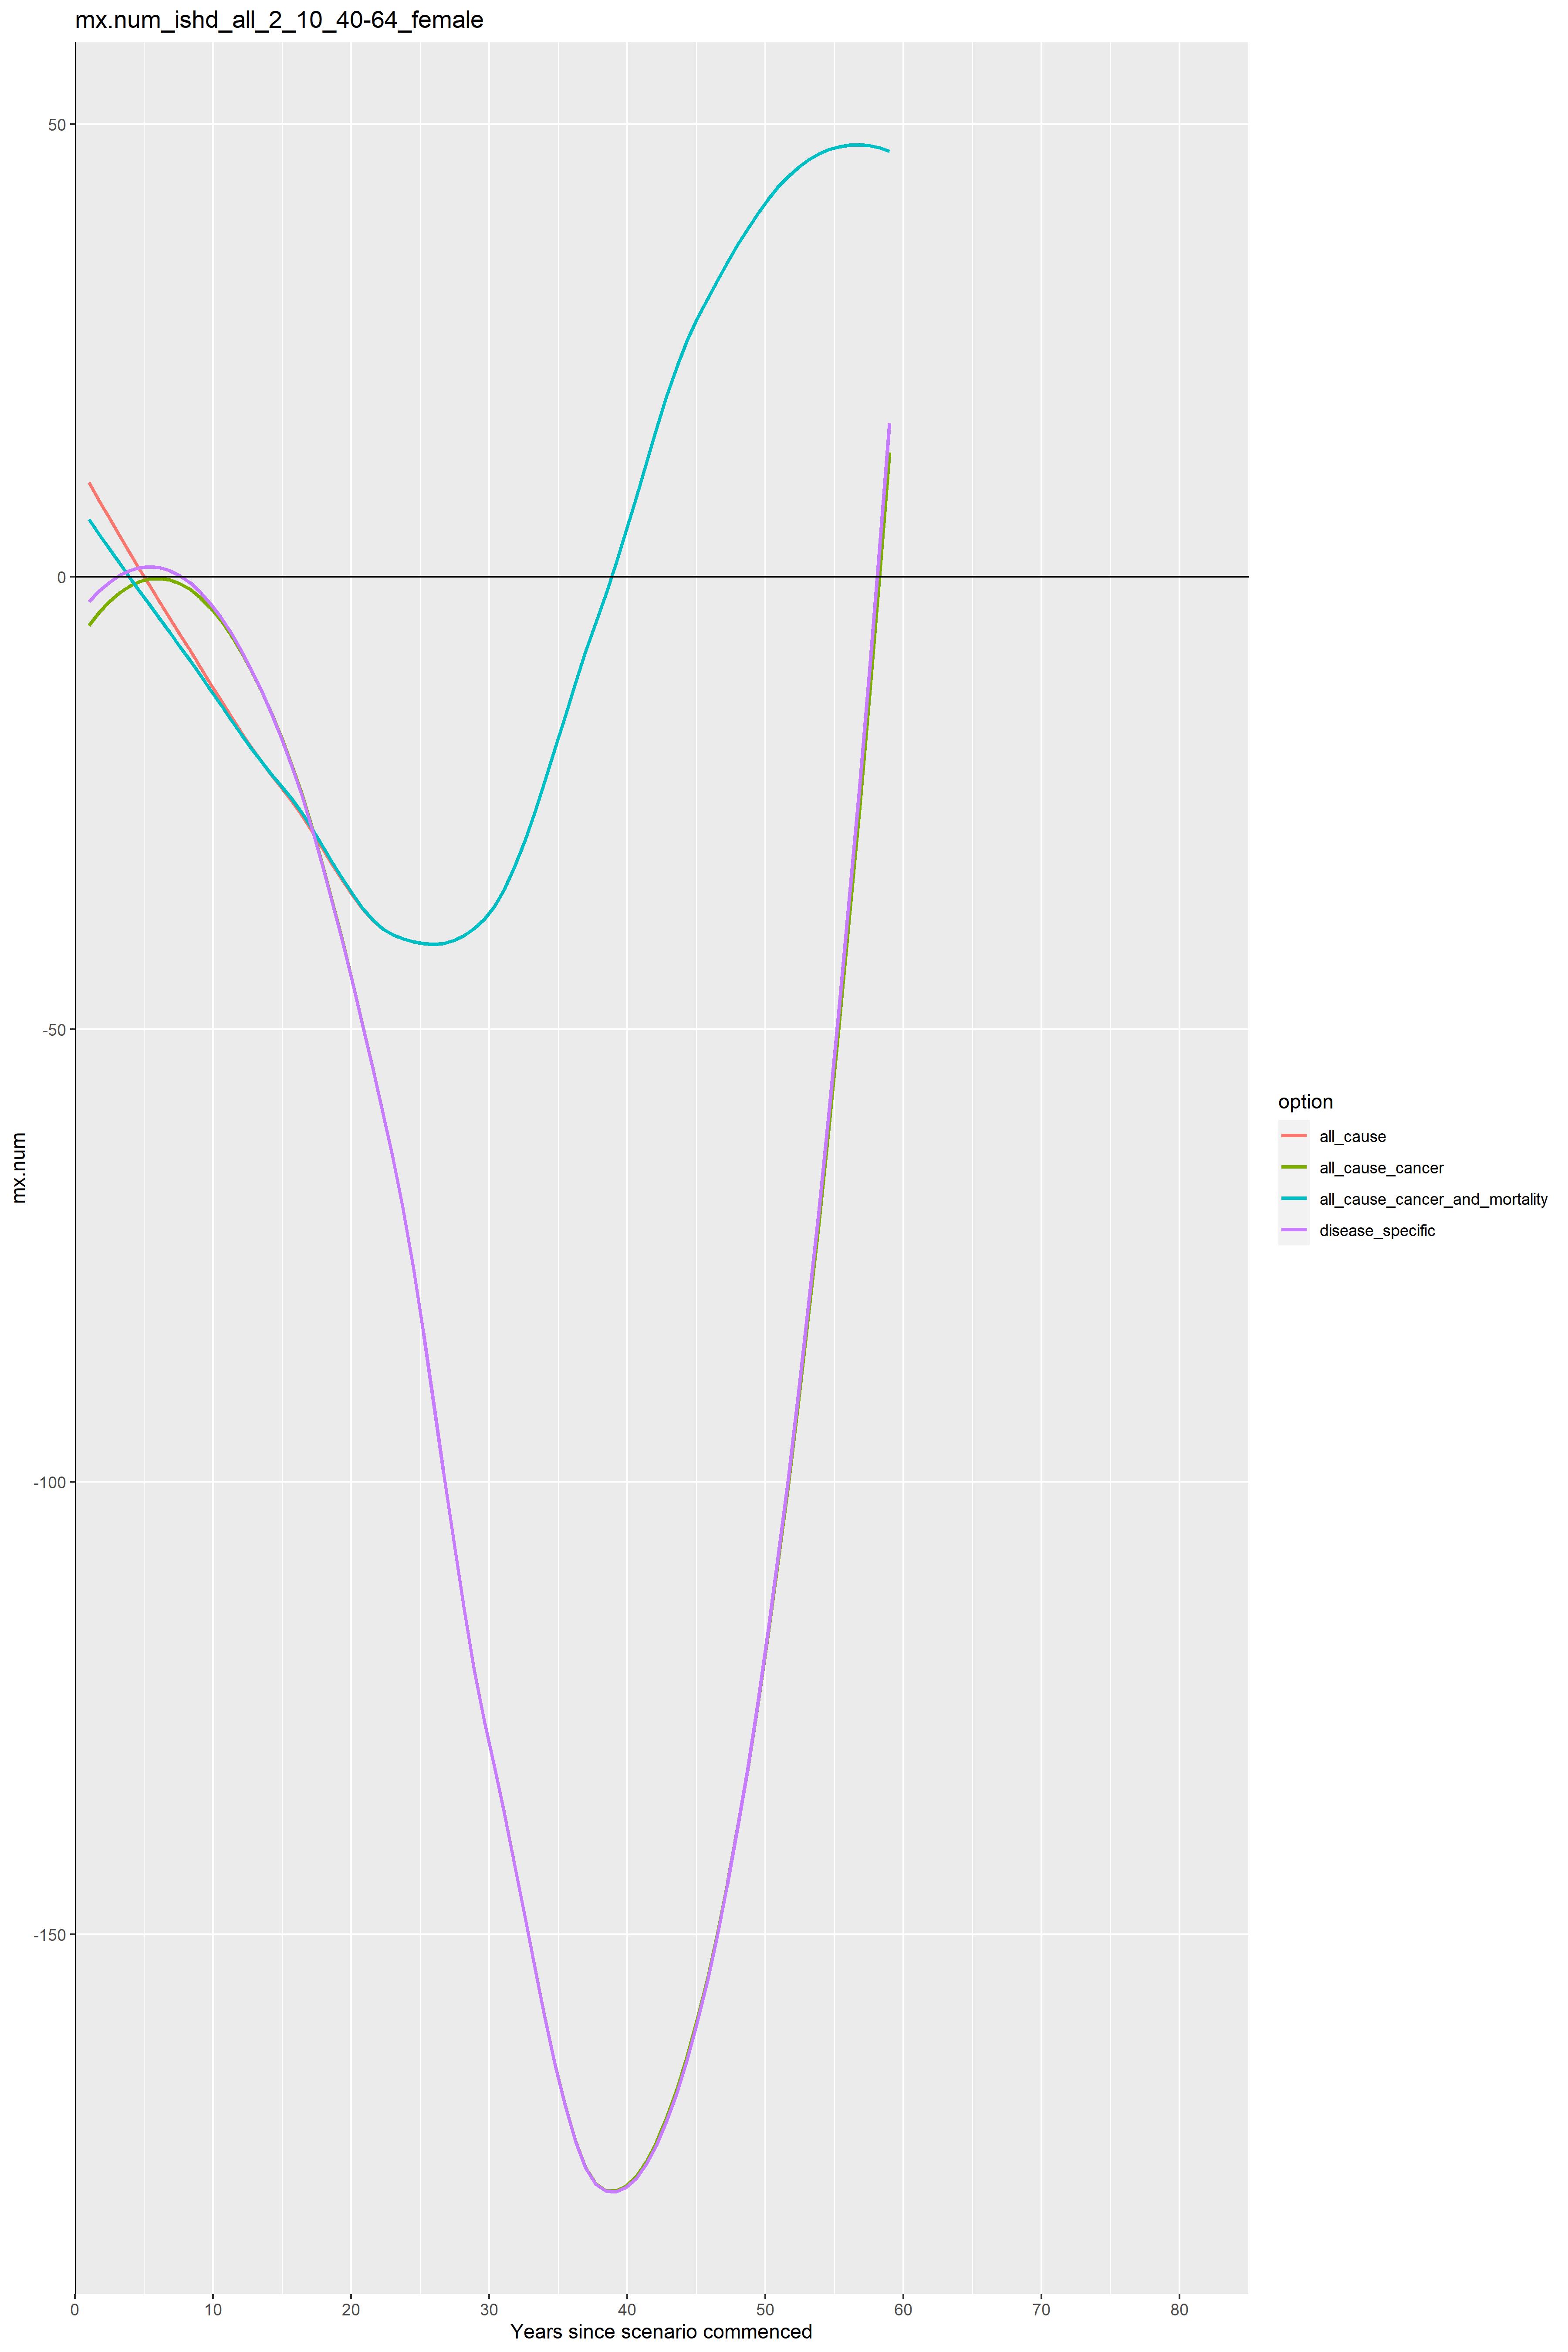 mx.num_ishd_all_2_10_40-64_female
50
0
-50
-100
-150
mx.num
0 10 20 30 40 50 60 70 80
Years since scenario commenced
option
all_cause
all_cause_cancer
all_cause_cancer_and_mortality
disease_specific